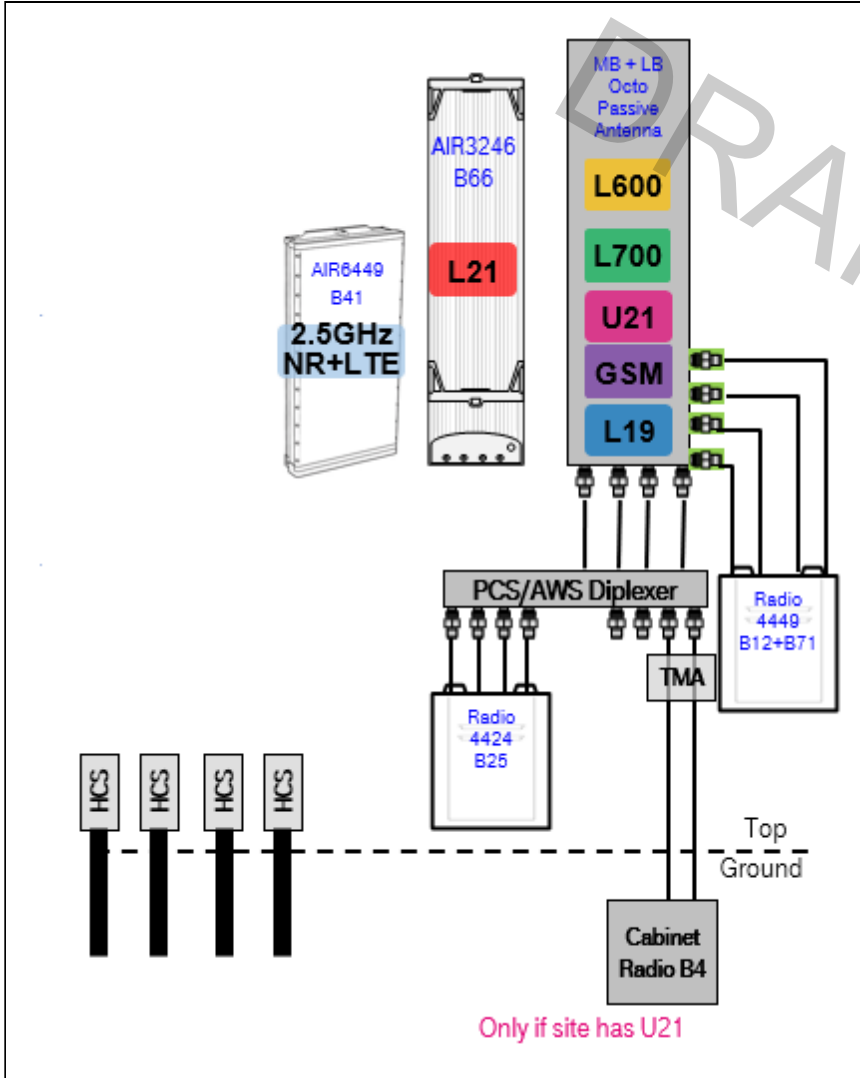 MB + LB
Octo
Passive
Antenna
AIR3246
B66
L600
L700
L21
AIR6449
B41
2.5GHz
NR+LTE
U21
GSM
L19
PCS/AWS Diplexer
Radio
4449
B12+B71
TMA
Radio
4424
B25
HCS
HCS
HCS
HCS
Top
Ground
Cabinet
Radio B4
Only if site has U21